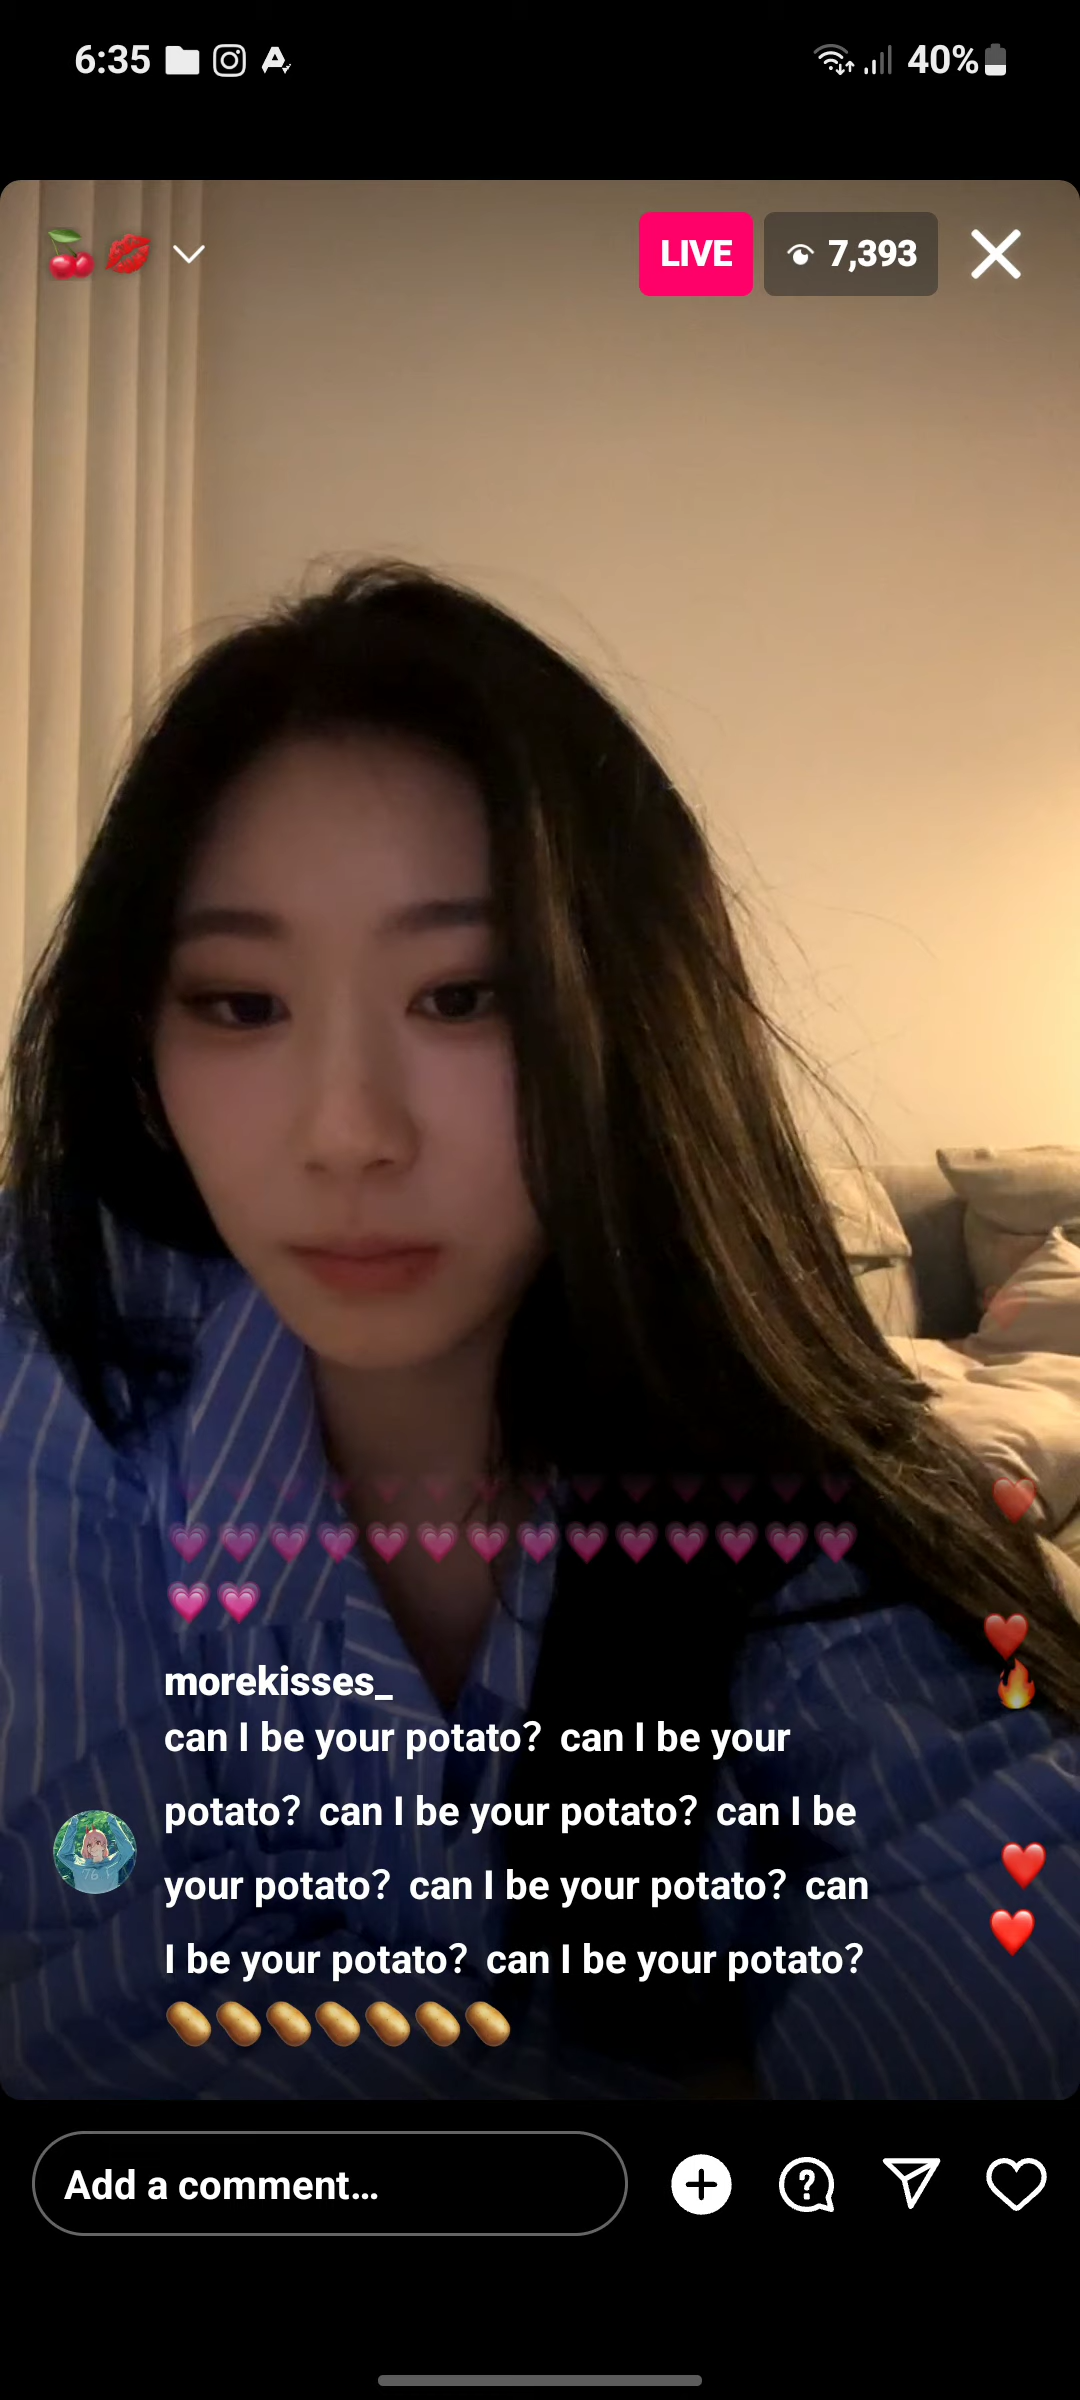 6:35
40%
🍒💋
LIVE
7,393
💗💗💗💗💗💗💗💗💗💗💗💗💗💗
💗💗💗💗💗💗💗💗💗💗💗💗💗💗
💗💗
morekisses_
can I be your potato? can I be your
potato? can I be your potato? can I be
your potato? can I be your potato? can
I be your potato? can I be your potato?
🥔🥔🥔🥔🥔🥔🥔
Add a comment...